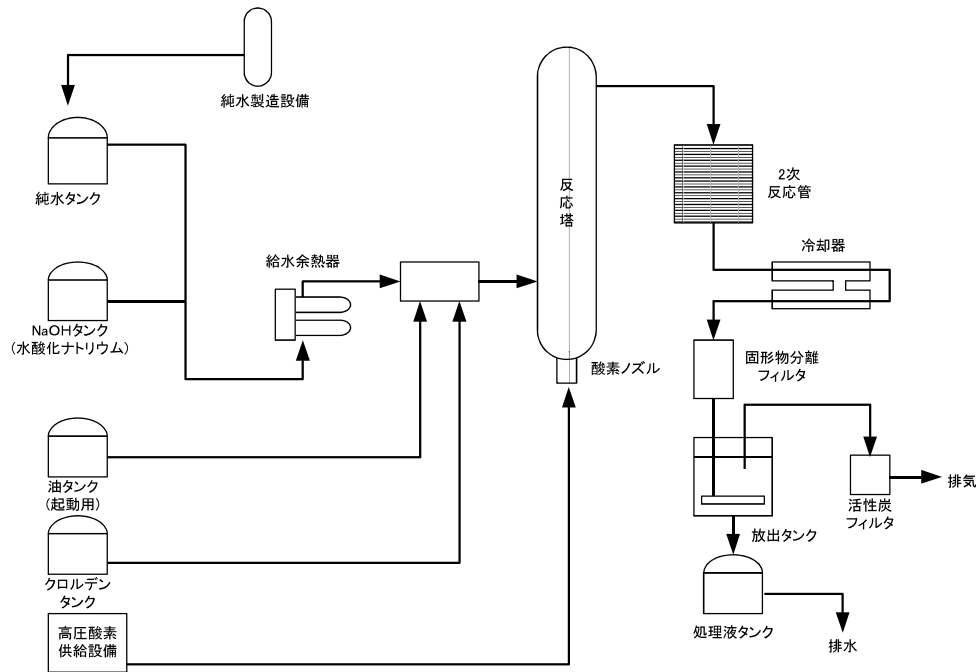 純水製造設備
純水タンク
NaOHタンク
(水酸化ナトリウム)
給水余熱器
反応塔
2次
反応管
冷却器
酸素ノズル
固形物分離
フィルタ
油タンク
(起動用)
クロルデン
タンク
高圧酸素
供給設備
放出タンク
活性炭
フィルタ
排気
処理液タンク
排水